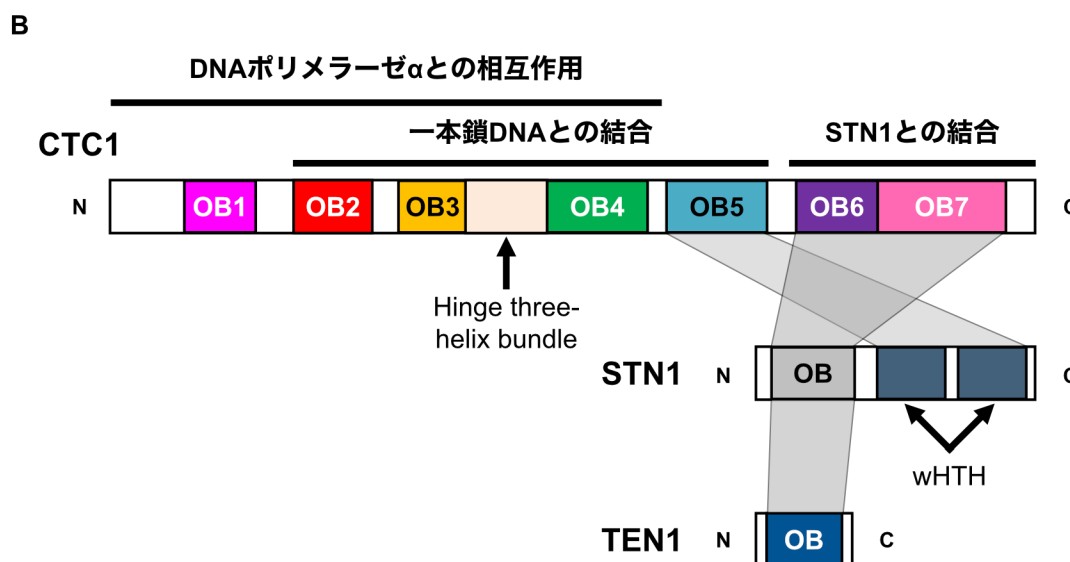 B
DNAポリメラーゼαとの相互作用
一本鎖DNAとの結合
STN1との結合
CTC1
N OB1 OB2 OB3 OB4 OB5 OB6 OB7
Hinge three-
helix bundle
STN1 N OB
wHTH
TEN1 N OB C